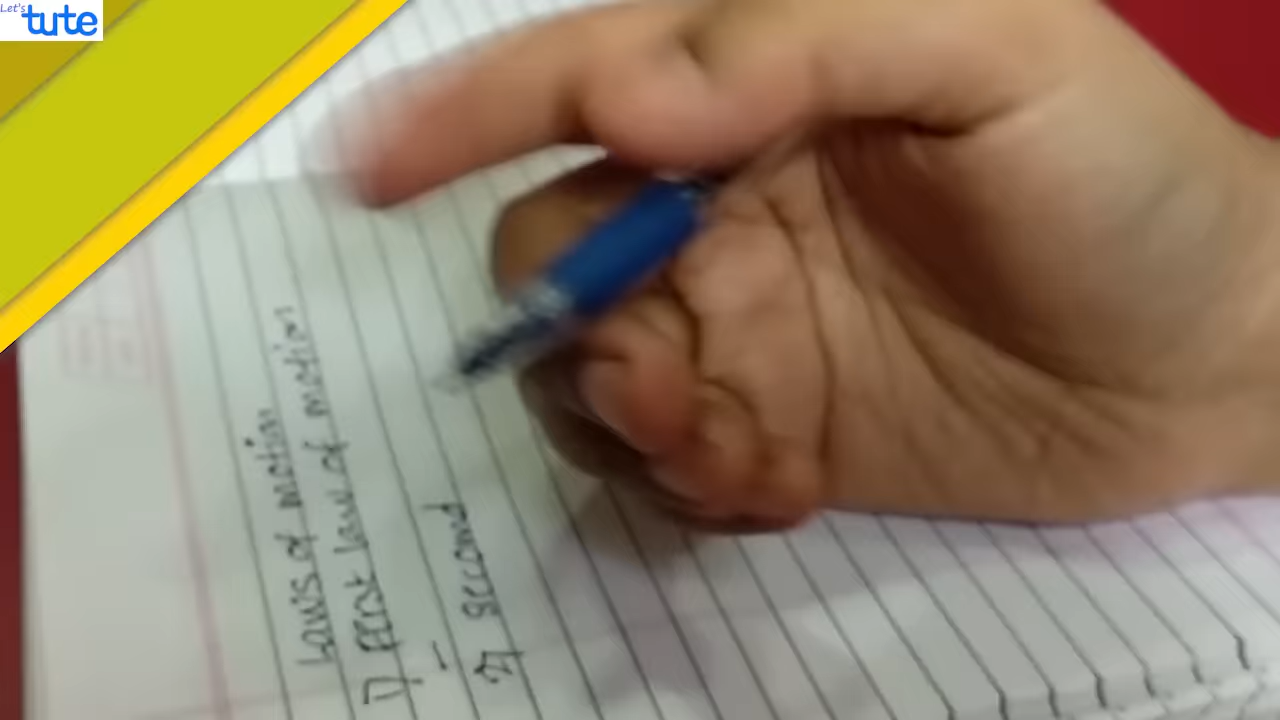 Let's
tute
Laws of motion
1) First law of motion
-
2) second